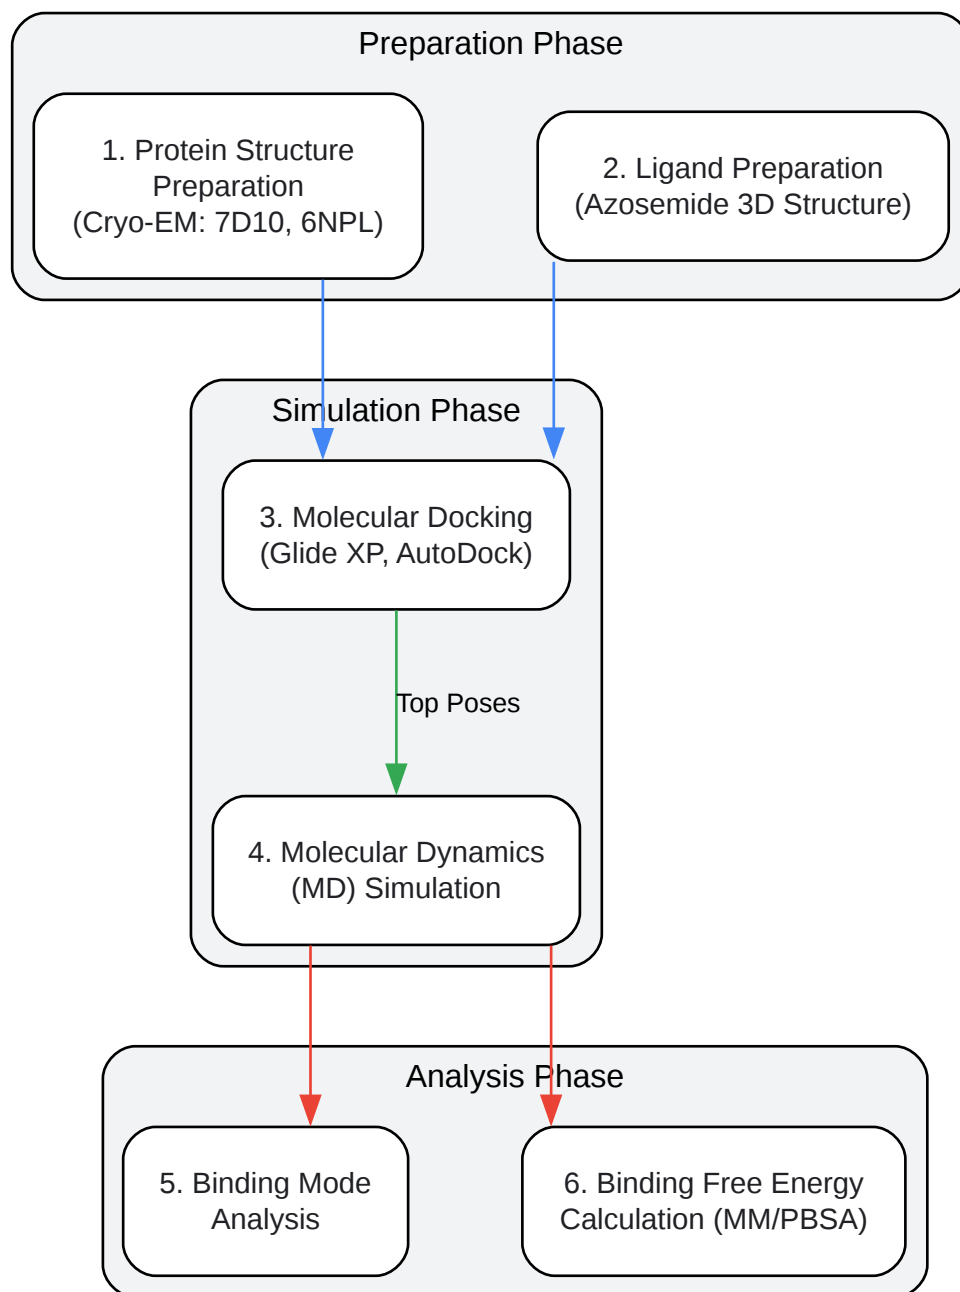 Preparation Phase
1. Protein Structure
Preparation
(Cryo-EM: 7D10, 6NPL)
2. Ligand Preparation
(Azosemide 3D Structure)
Simulation Phase
3. Molecular Docking
(Glide XP, AutoDock)
Top Poses
4. Molecular Dynamics
(MD) Simulation
Analysis Phase
5. Binding Mode
Analysis
6. Binding Free Energy
Calculation (MM/PBSA)